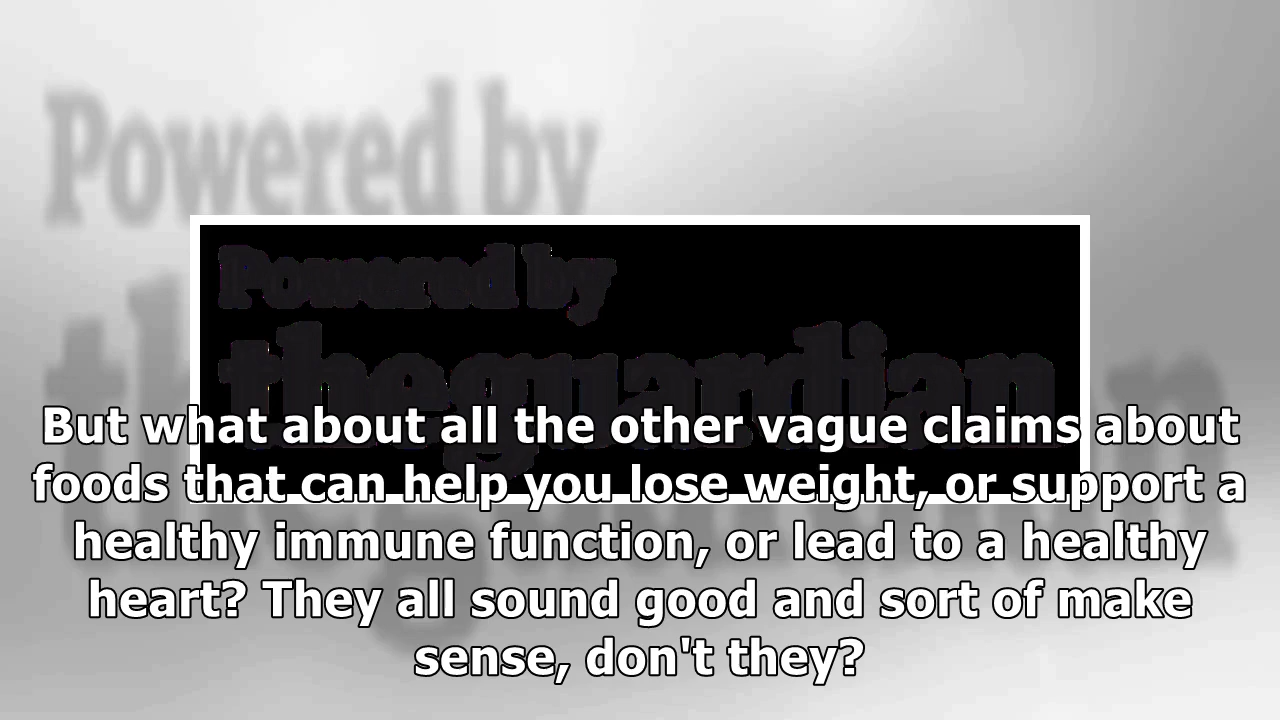 Powered by
Powered by
theguardian
But what about all the other vague claims about
foods that can help you lose weight, or support a
healthy immune function, or lead to a healthy
heart? They all sound good and sort of make
sense, don't they?